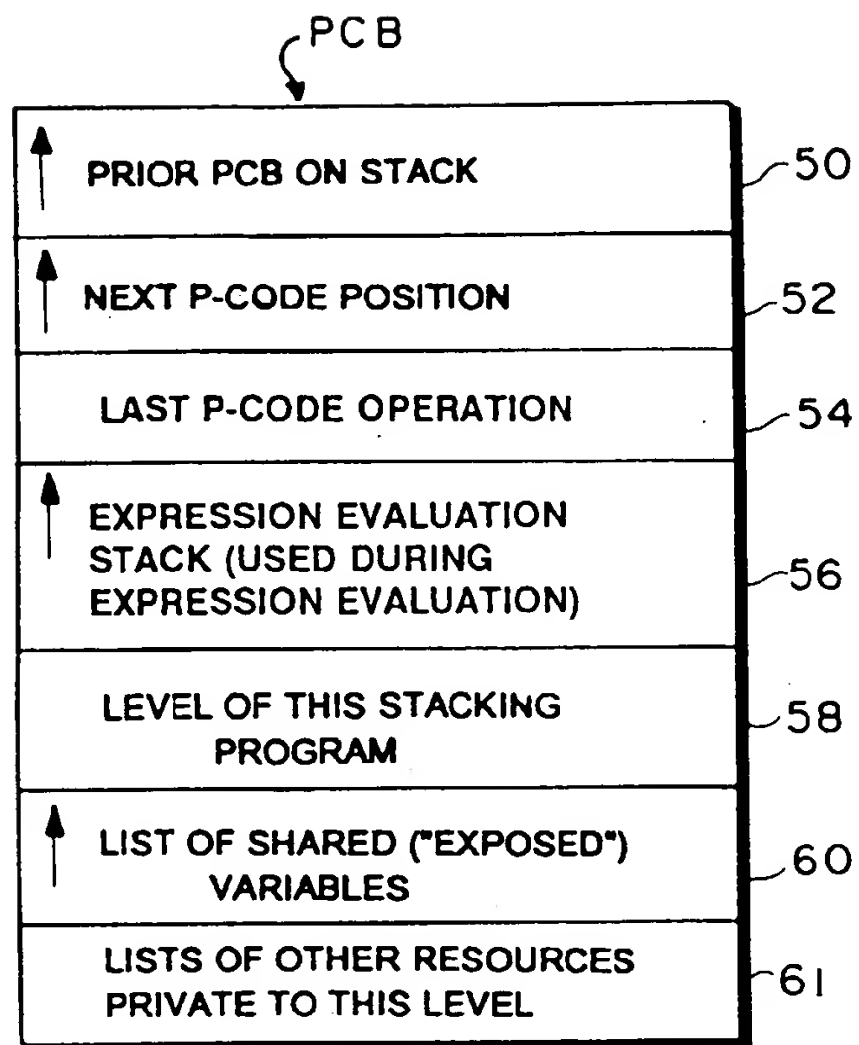 PCB
PRIOR PCB ON STACK
50
NEXT P-CODE POSITION
52
LAST P-CODE OPERATION
54
EXPRESSION EVALUATION
STACK (USED DURING
EXPRESSION EVALUATION)
56
LEVEL OF THIS STACKING
PROGRAM
58
LIST OF SHARED ("EXPOSED")
VARIABLES
60
LISTS OF OTHER RESOURCES
PRIVATE TO THIS LEVEL
61